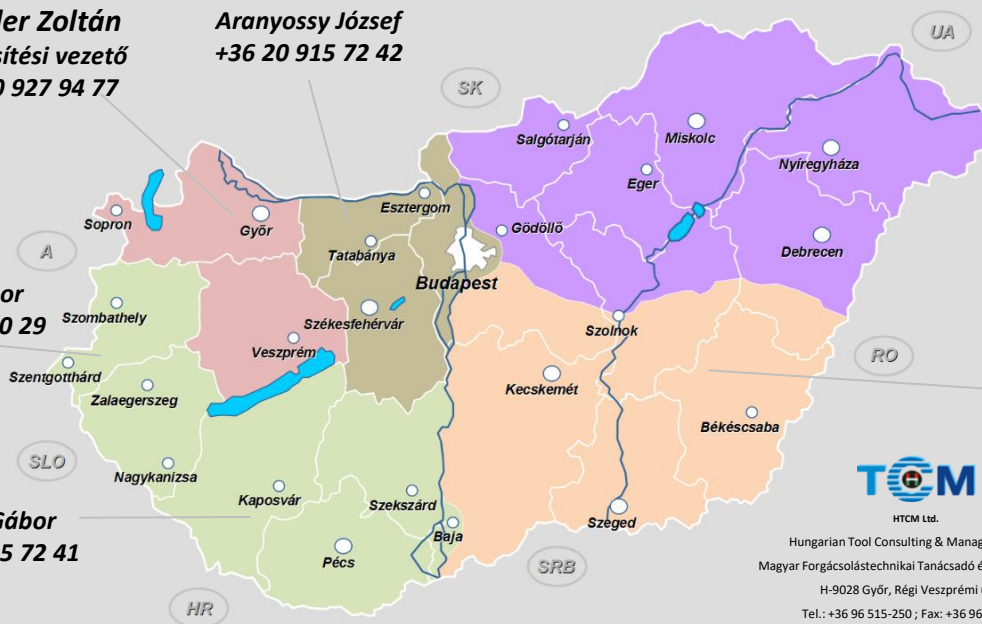 ler Zoltán
sítési vezető
0 927 94 77
Aranyossy József
+36 20 915 72 42
UA
SK
Salgótarján
Miskolc
Nyíregyháza
Eger
Esztergom
Sopron
Győr
Gödöllő
Debrecen
A
Tatabánya
Budapest
or
0 29
Szombathely
Székesfehérvár
Szolnok
Veszprém
RO
Szentgotthárd
Zalaegerszeg
Kecskemét
Békéscsaba
SLO
Nagykanizsa
Kaposvár
Szekszárd
TCM
Gábor
5 72 41
Baja
Szeged
HTCM Ltd.
Pécs
Hungarian Tool Consulting & Manag
SRB
Magyar Forgácsolástechnikai Tanácsadó é
H-9028 Győr, Régi Veszprémi
HR
Tel.: +36 96 515-250 ; Fax: +36 96